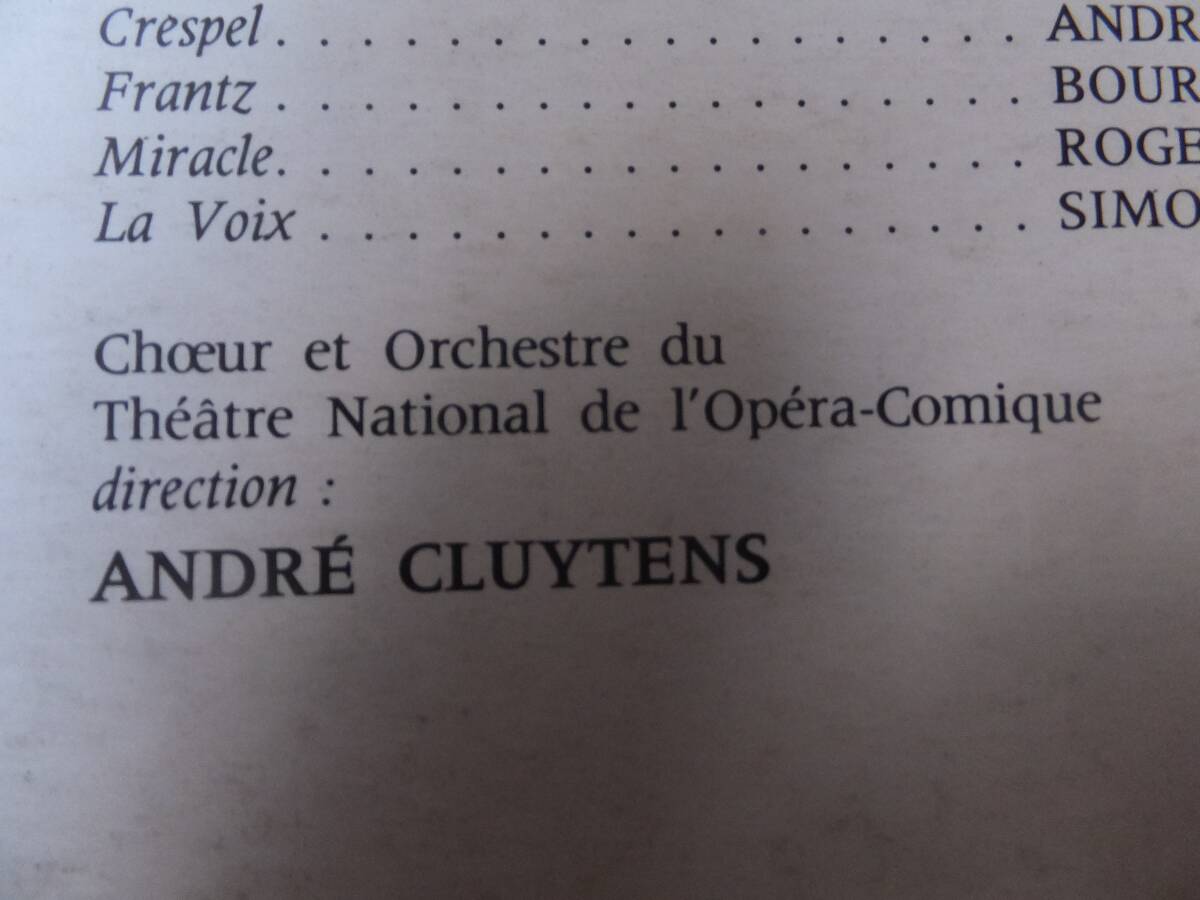 Crespel . . . . . . . . . . . . . . . . . . . ANDR
Frantz . . . . . . . . . . . . . . . . . . . BOUR
Miracle. . . . . . . . . . . . . . . . . . . ROGE
La Voix . . . . . . . . . . . . . . . . . SIMO
Chœur et Orchestre du
Théâtre National de l'Opéra-Comique
direction :
ANDRÉ CLUYTENS